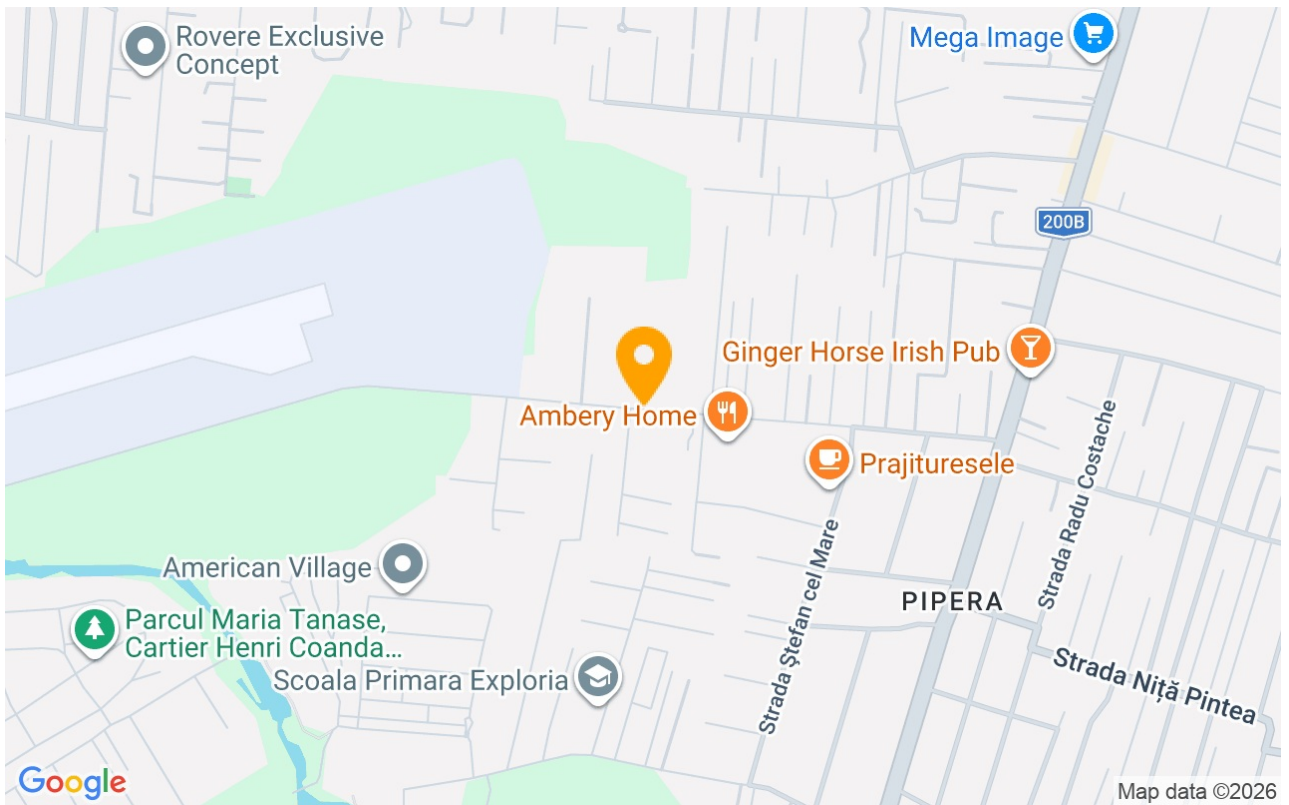 Rovere Exclusive
Concept
Mega Image
200B
Ginger Horse Irish Pub
Ambery Home
Prajituresele
Strada Radu Costache
American Village
Strada Ștefan cel Mare
PIPERA
Parcul Maria Tanase,
Cartier Henri Coanda...
Scoala Primara Exploria
Strada Niță Pintea
Google
Map data ©2026